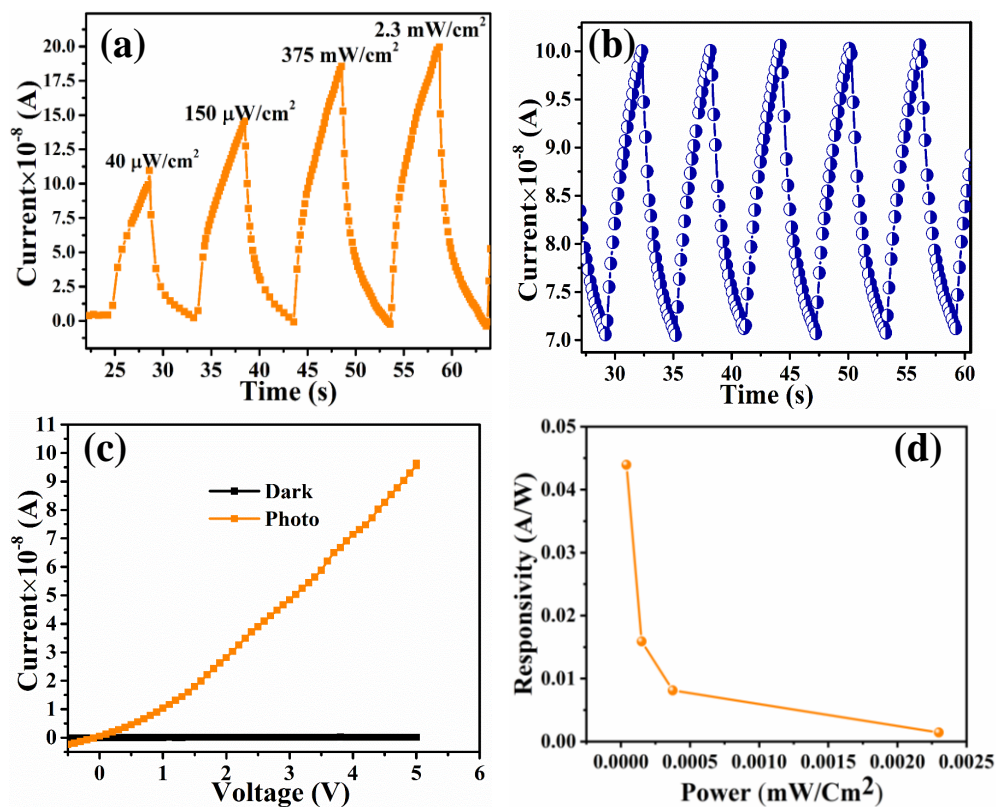 (a)
2.3 mW/cm²
375 mW/cm²
150 μW/cm²
40 μW/cm²
20.0
17.5
15.0
12.5
10.0
7.5
5.0
2.5
0.0
Current×10⁻⁸ (A)
25 30 35 40 45 50 55 60
Time (s)
(b)
10.0
9.5
9.0
8.5
8.0
7.5
7.0
Current×10⁻⁸ (A)
30 35 40 45 50 55 60
Time (s)
(c)
11
10
9
8
7
6
5
4
3
2
1
0
Current×10⁻⁸ (A)
Dark
Photo
0 1 2 3 4 5 6
Voltage (V)
(d)
0.05
0.04
0.03
0.02
0.01
0.00
Responsivity (A/W)
0.0000 0.0005 0.0010 0.0015 0.0020 0.0025
Power (mW/Cm²)